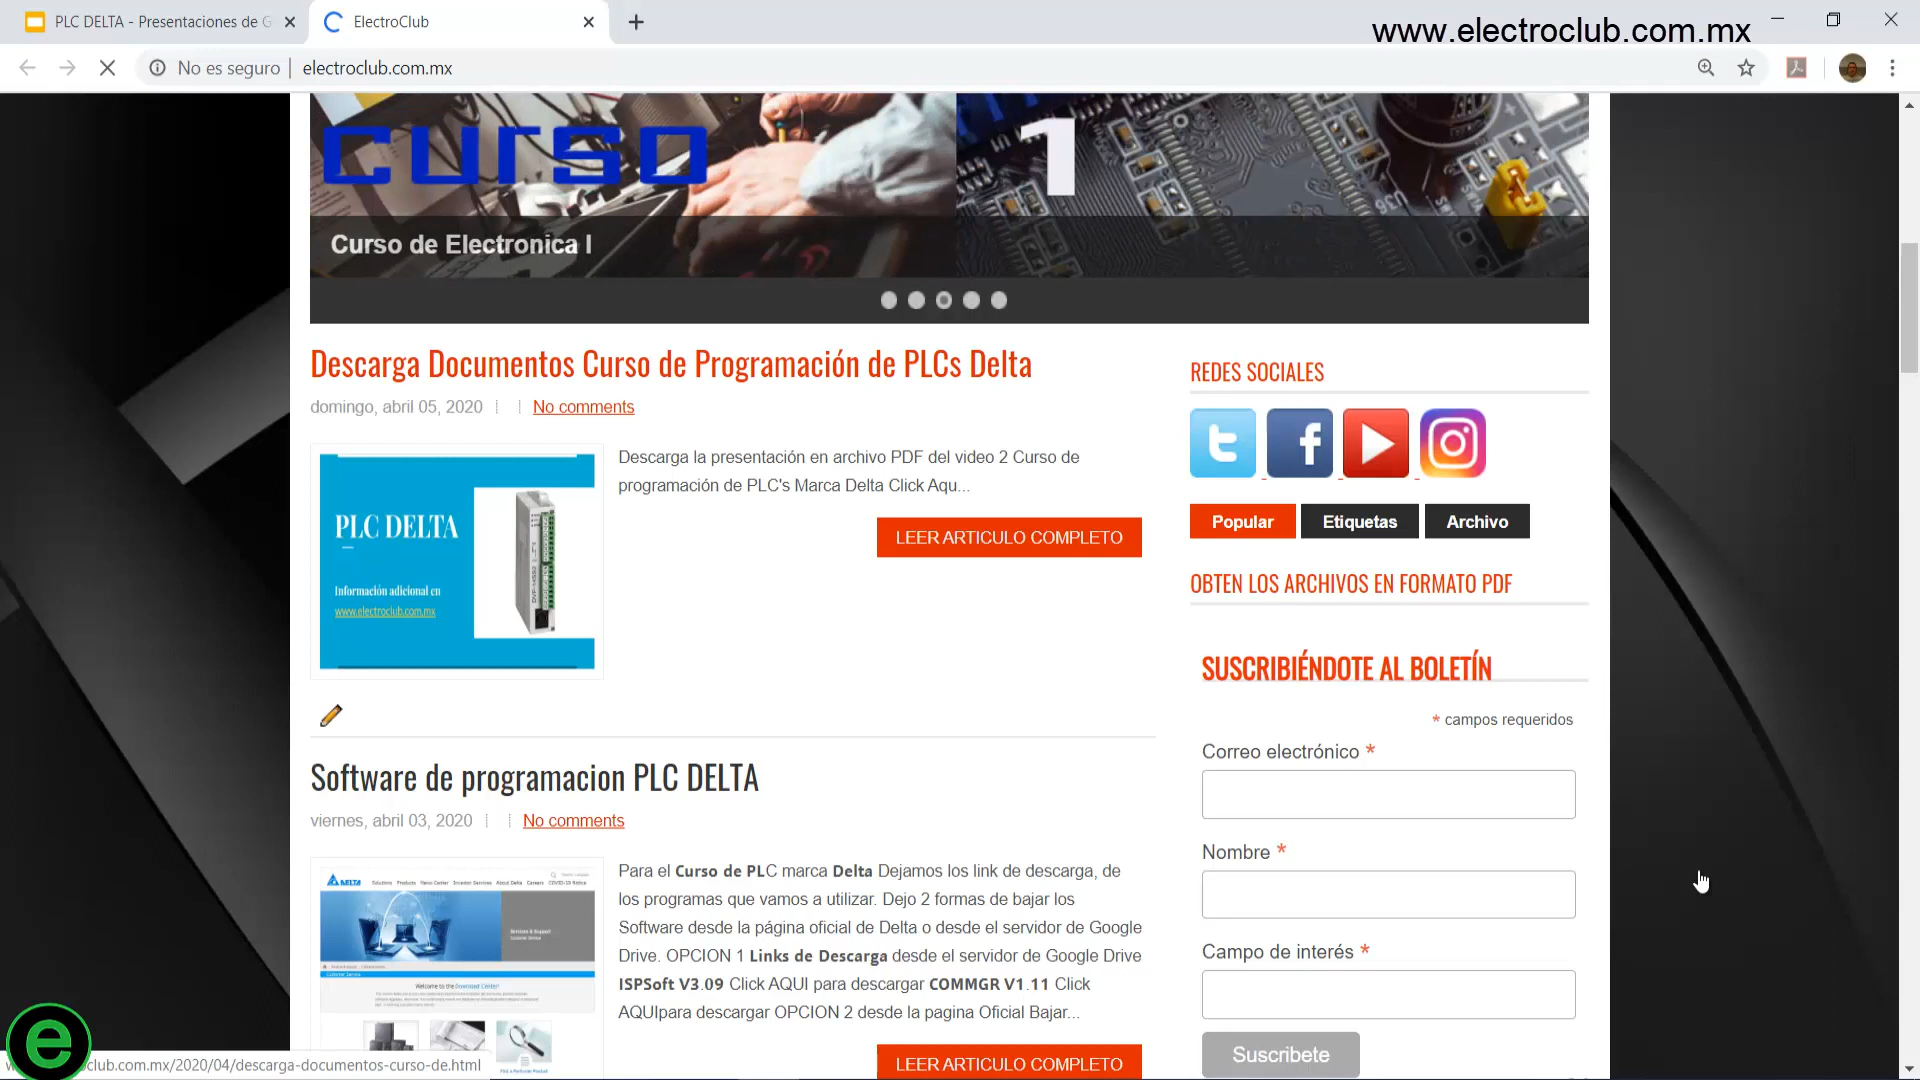 PLC DELTA - Presentaciones de G
ElectroClub
www.electroclub.com.mx
No es seguro
electroclub.com.mx
curso
1
Curso de Electronica I
Descarga Documentos Curso de Programación de PLCs Delta
domingo, abril 05, 2020
No comments
PLC DELTA
Información adicional en
www.electroclub.com.mx
Descarga la presentación en archivo PDF del video 2 Curso de
programación de PLC's Marca Delta Click Aqu...
LEER ARTICULO COMPLETO
Software de programacion PLC DELTA
viernes, abril 03, 2020
No comments
Para el Curso de PLC marca Delta Dejamos los link de descarga, de
los programas que vamos a utilizar. Dejo 2 formas de bajar los
Software desde la página oficial de Delta o desde el servidor de Google
Drive. OPCION 1 Links de Descarga desde el servidor de Google Drive
ISPSoft V3.09 Click AQUI para descargar COMMGR V1.11 Click
AQUIpara descargar OPCION 2 desde la pagina Oficial Bajar...
LEER ARTICULO COMPLETO
REDES SOCIALES
Popular
Etiquetas
Archivo
OBTEN LOS ARCHIVOS EN FORMATO PDF
SUSCRIBIÉNDOTE AL BOLETÍN
* campos requeridos
Correo electrónico *
Nombre *
Campo de interés *
Suscribete
club.com.mx/2020/04/descarga-documentos-curso-de.html